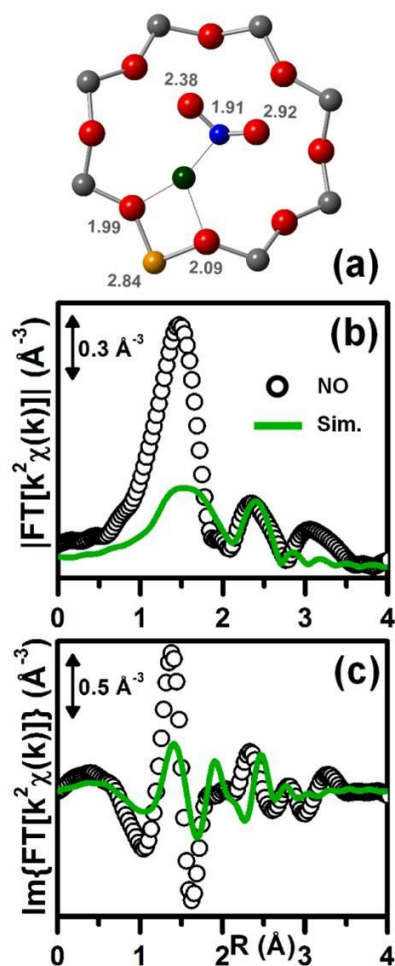 2.38
1.91
2.92
1.99
2.09
2.84
(a)
|FT[k²χ(k)]| (Å⁻³)
0.3 Å⁻³
(b)
NO
Sim.
0 1 2 3 4
Im{FT[k²χ(k)]} (Å⁻³)
0.5 Å⁻³
(c)
0 1 2 3 4
R (Å)